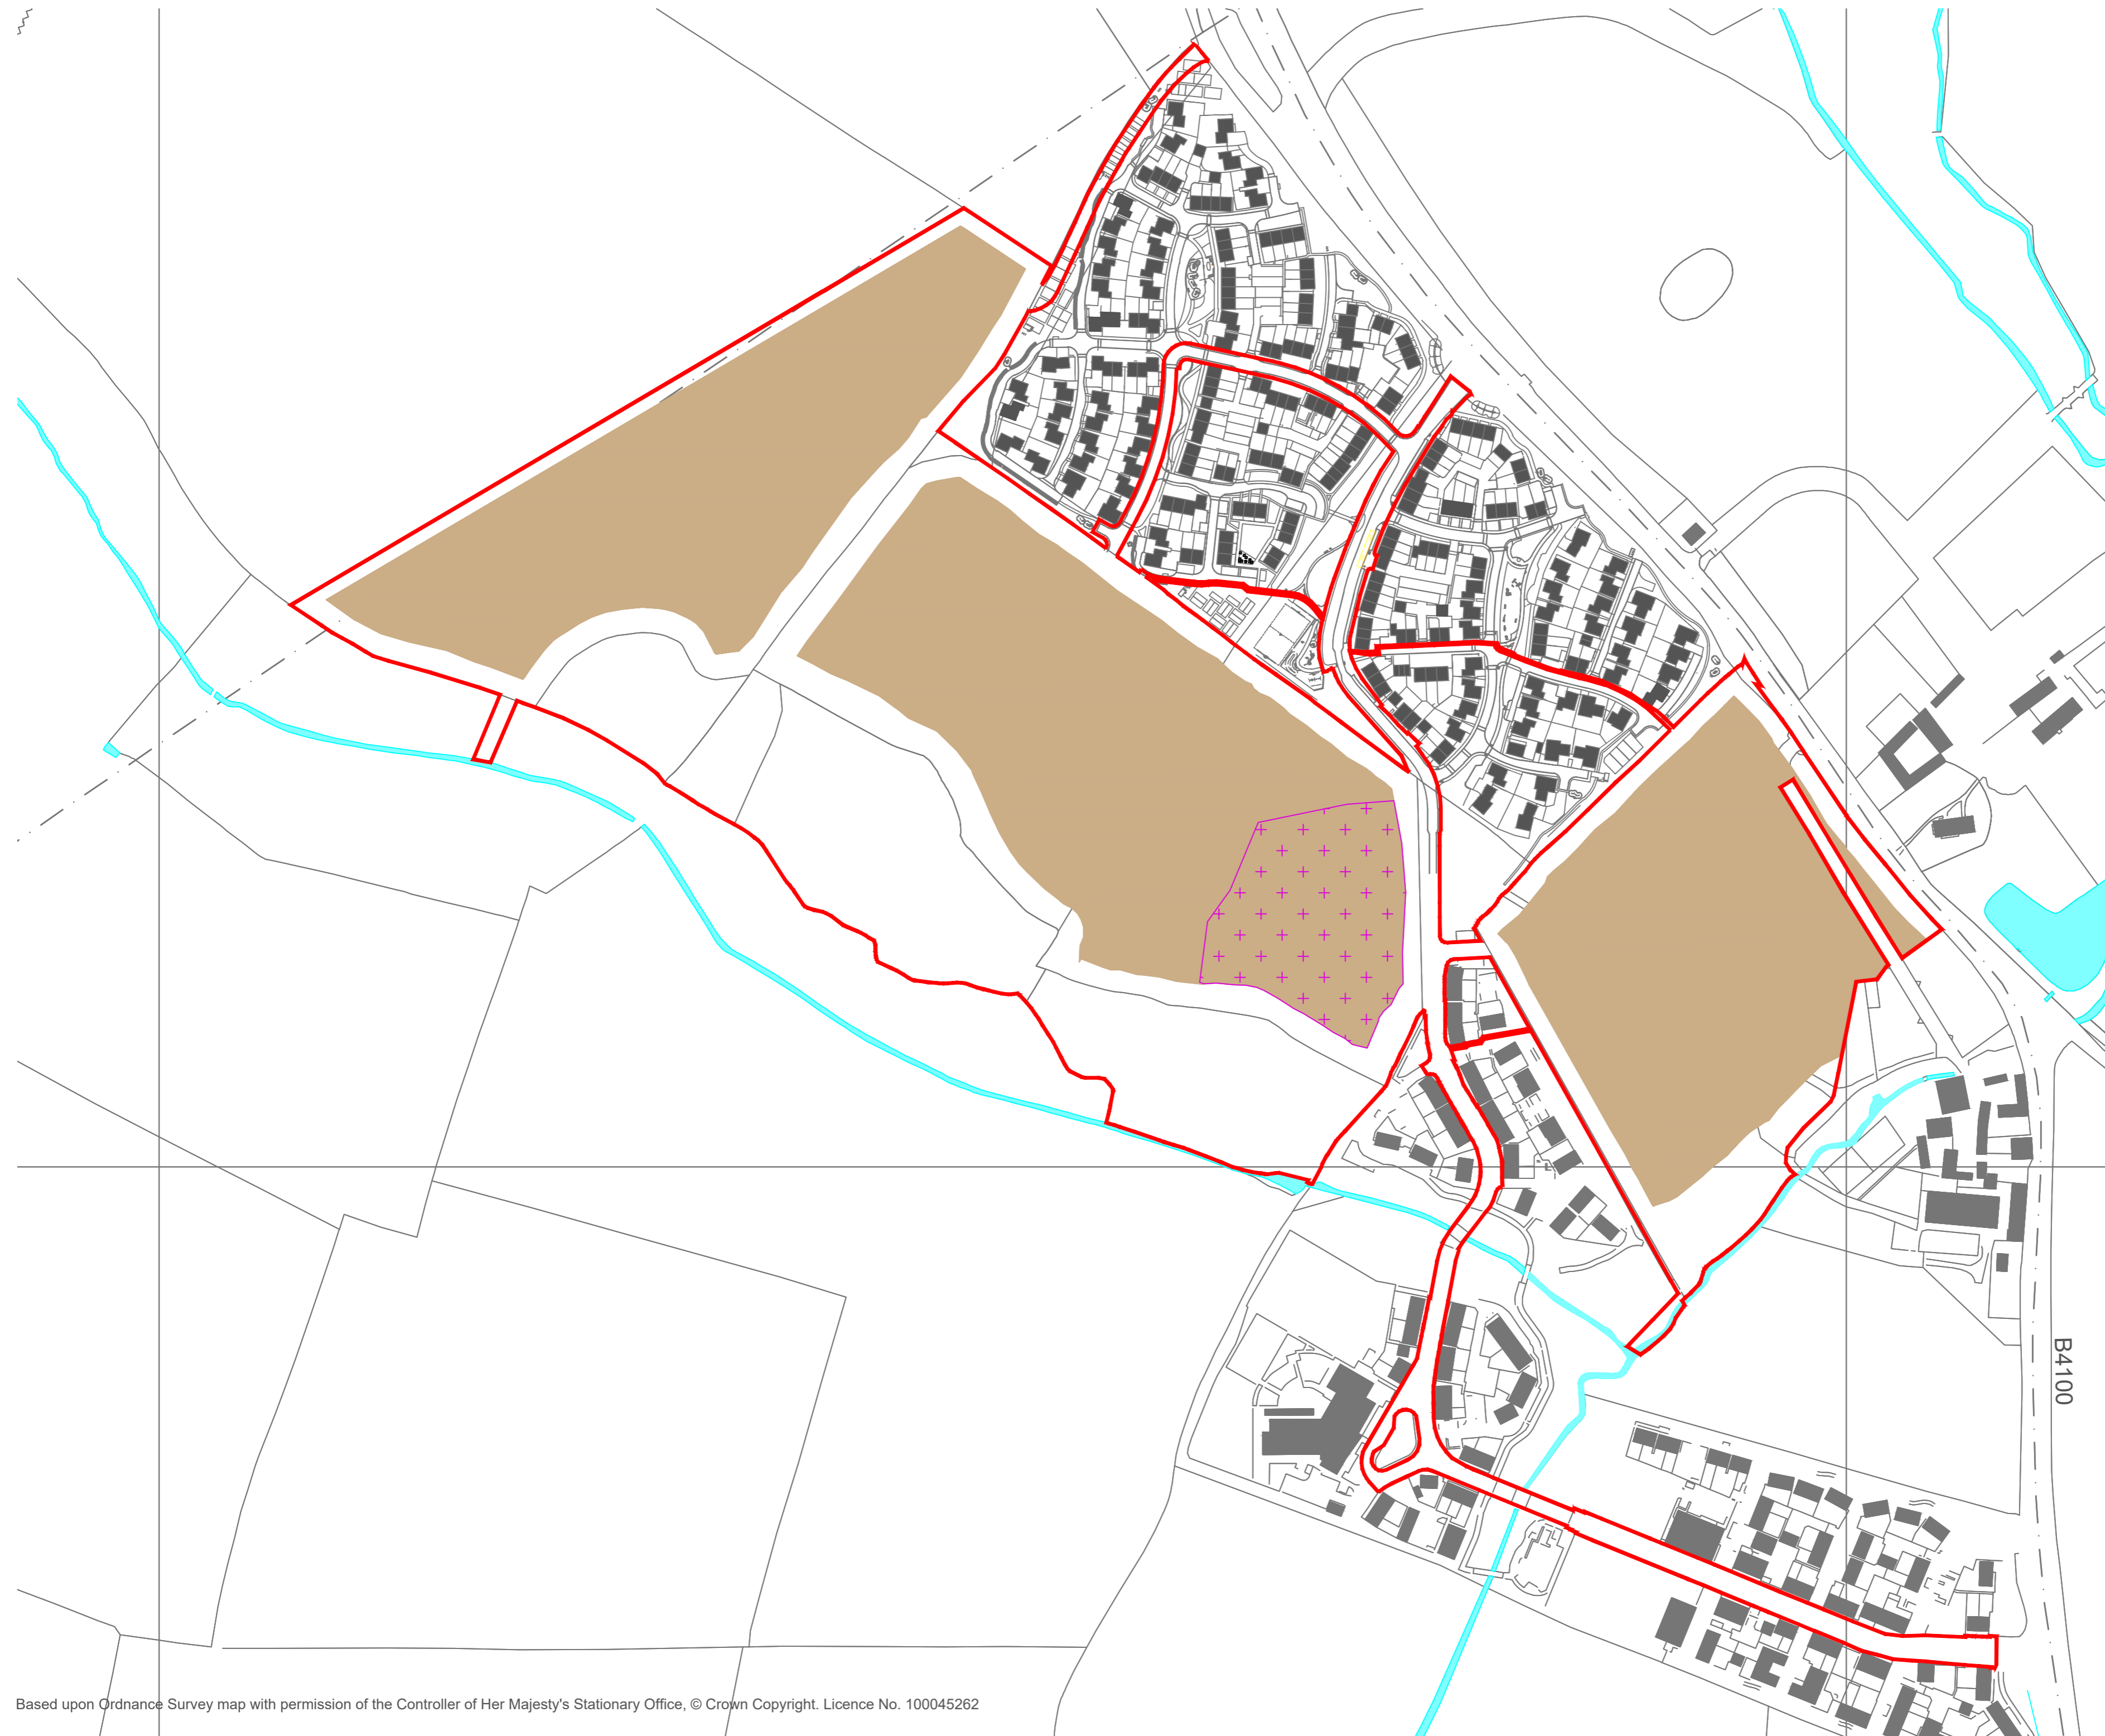 B4100
Based upon Ordnance Survey map with permission of the Controller of Her Majesty's Stationary Office, © Crown Copyright. Licence No. 100045262